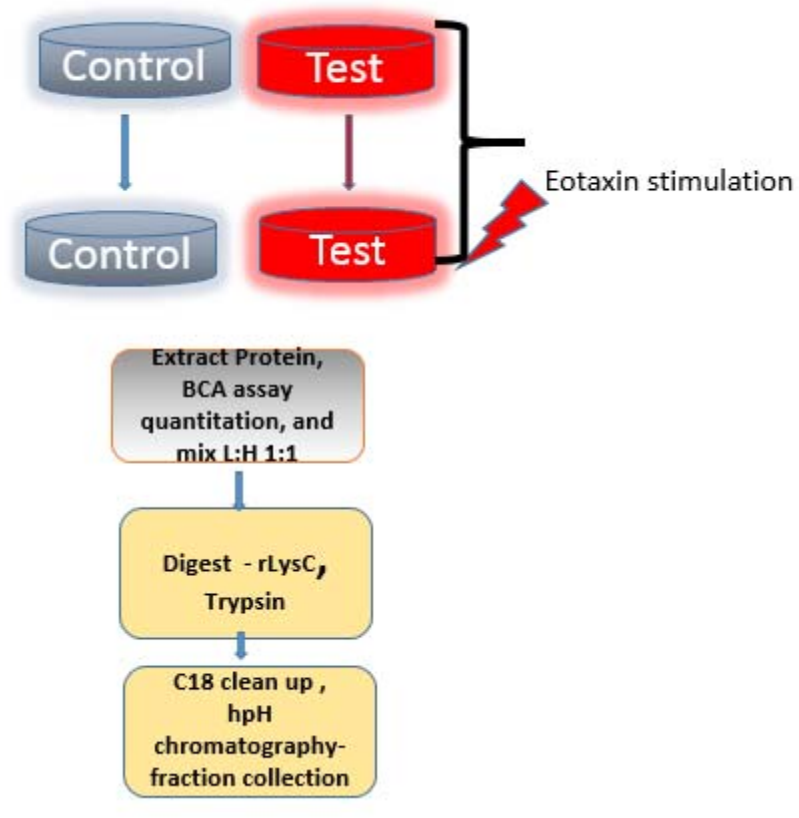 Control
Test
Eotaxin stimulation
Control
Test
Extract Protein,
BCA assay
quantitation, and
mix L:H 1:1
Digest - rLysC,
Trypsin
C18 clean up ,
hpH
chromatography-
fraction collection